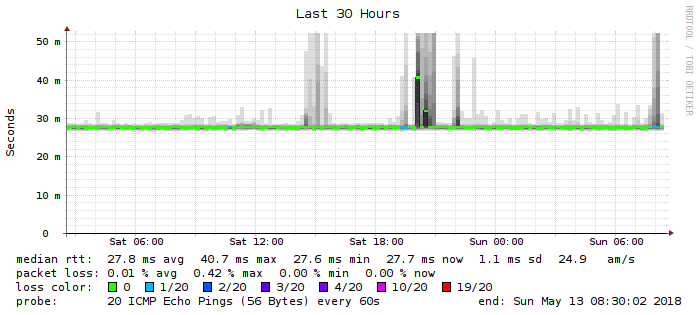 Last 30 Hours
RRDTOOL / TOBI OETIKER
Seconds
50 m
40 m
30 m
20 m
10 m
0
Sat 06:00 Sat 12:00 Sat 18:00 Sun 00:00 Sun 06:00
median rtt: 27.8 ms avg 40.7 ms max 27.6 ms min 27.7 ms now 1.1 ms sd 24.9 am/s
packet loss: 0.01 % avg 0.42 % max 0.00 % min 0.00 % now
loss color: 0 1/20 2/20 3/20 4/20 10/20 19/20
probe: 20 ICMP Echo Pings (56 Bytes) every 60s end: Sun May 13 08:30:02 2018